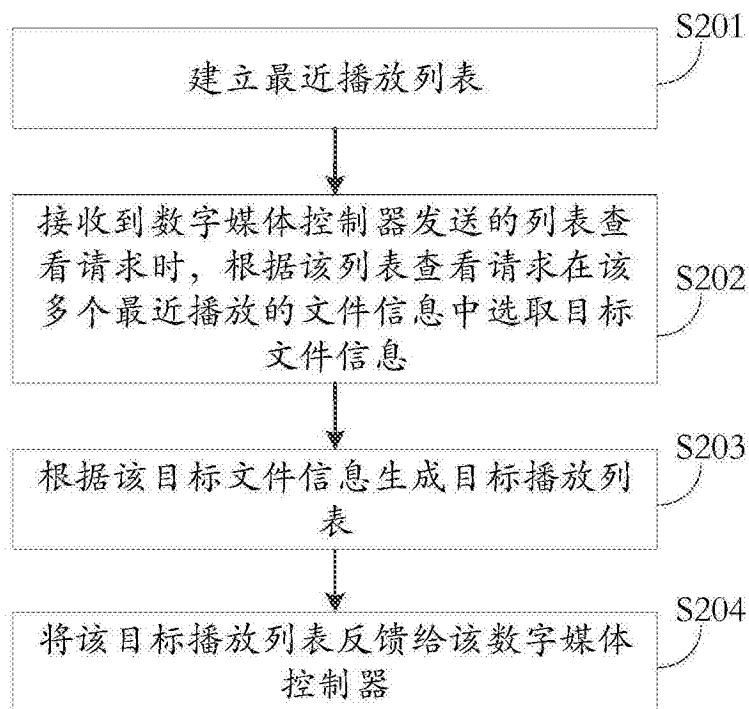 S201
建立最近播放列表
接收到数字媒体控制器发送的列表查
看请求时，根据该列表查看请求在该
多个最近播放的文件信息中选取目标
文件信息
S202
根据该目标文件信息生成目标播放列
表
S203
将该目标播放列表反馈给该数字媒体
控制器
S204